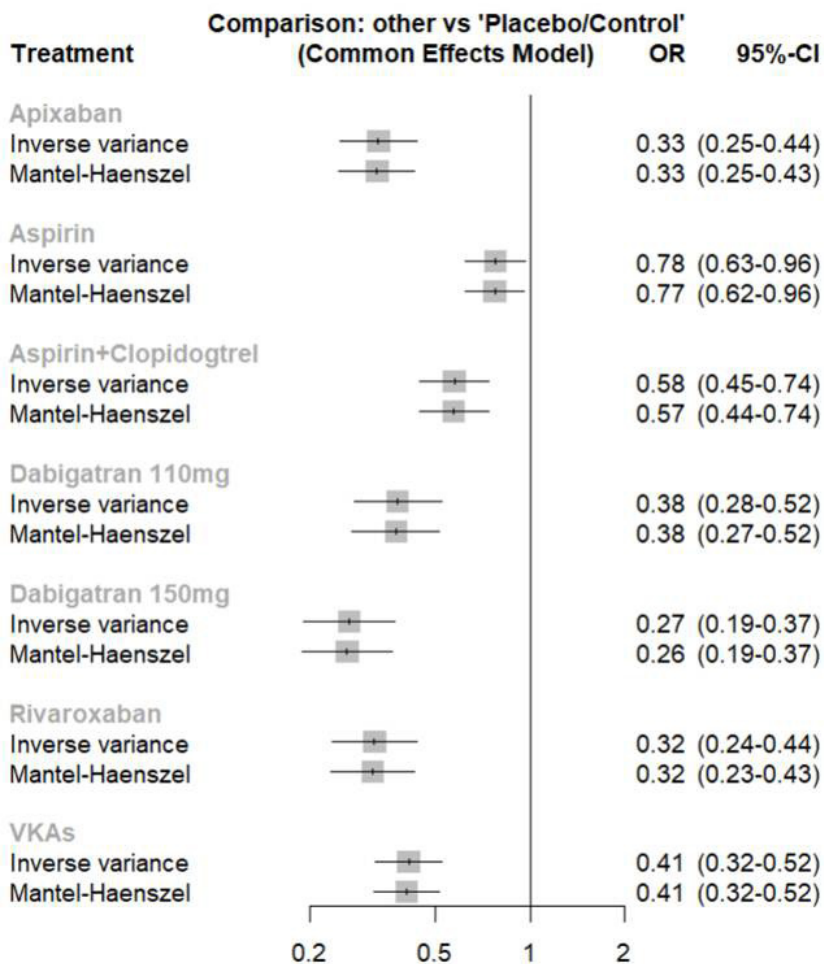 Comparison: other vs 'Placebo/Control'
Treatment (Common Effects Model) OR 95%-CI
Apixaban
Inverse variance 0.33 (0.25-0.44)
Mantel-Haenszel 0.33 (0.25-0.43)
Aspirin
Inverse variance 0.78 (0.63-0.96)
Mantel-Haenszel 0.77 (0.62-0.96)
Aspirin+Clopidogtrel
Inverse variance 0.58 (0.45-0.74)
Mantel-Haenszel 0.57 (0.44-0.74)
Dabigatran 110mg
Inverse variance 0.38 (0.28-0.52)
Mantel-Haenszel 0.38 (0.27-0.52)
Dabigatran 150mg
Inverse variance 0.27 (0.19-0.37)
Mantel-Haenszel 0.26 (0.19-0.37)
Rivaroxaban
Inverse variance 0.32 (0.24-0.44)
Mantel-Haenszel 0.32 (0.23-0.43)
VKAs
Inverse variance 0.41 (0.32-0.52)
Mantel-Haenszel 0.41 (0.32-0.52)
0.2 0.5 1 2